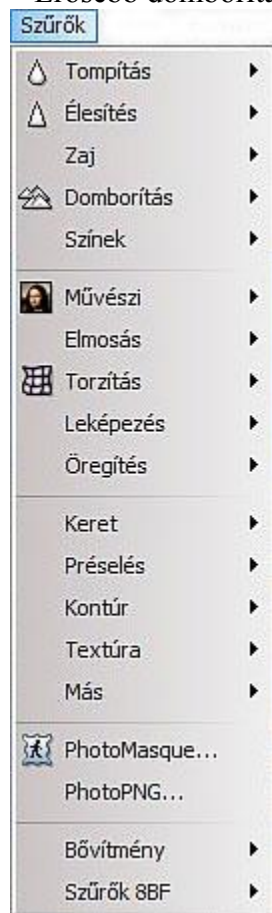 Szűrők
Tompítás
Élesítés
Zaj
Domborítás
Színek
Művészi
Elmosás
Torzítás
Leképezés
Öregítés
Keret
Préselés
Kontúr
Textúra
Más
PhotoMasque...
PhotoPNG...
Bővítmény
Szűrők 8BF